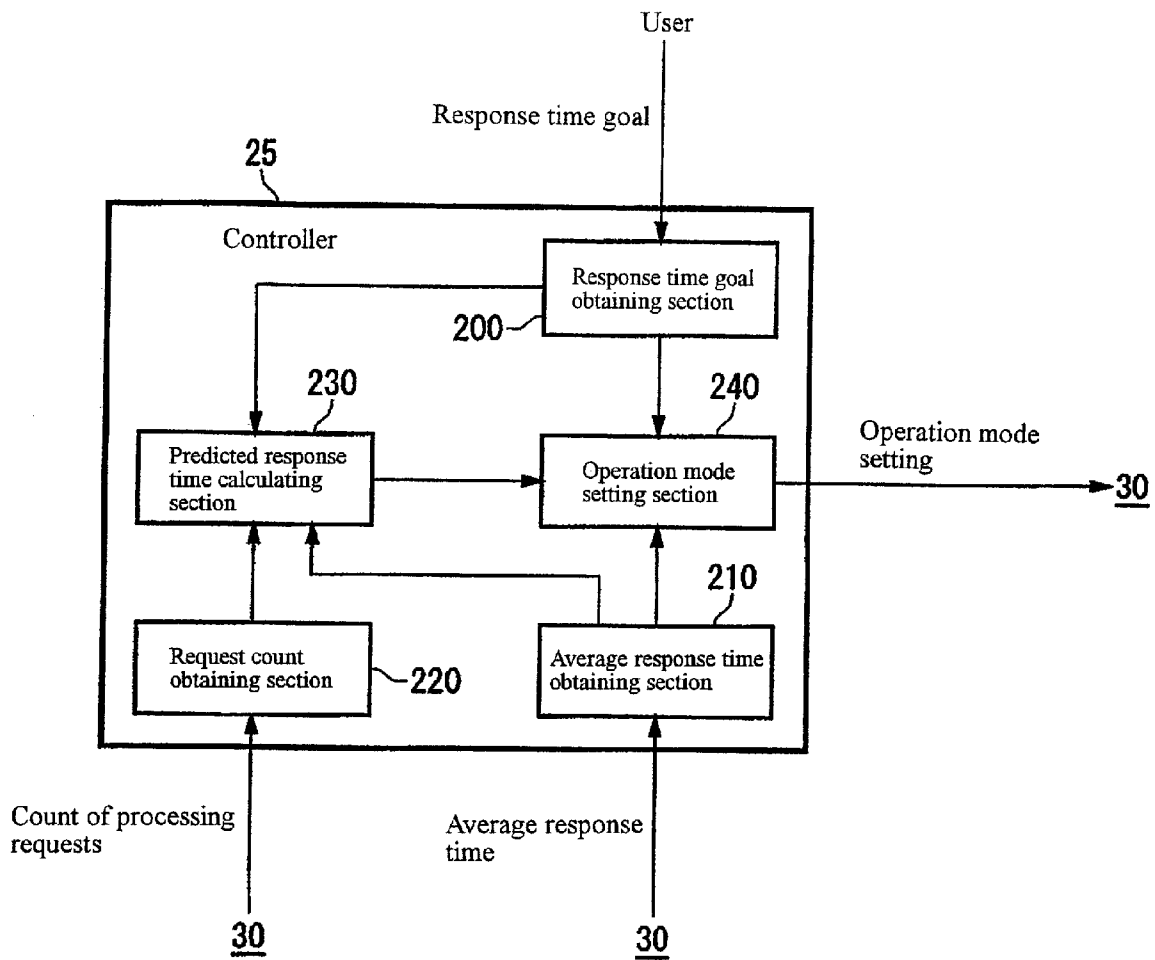 User
Response time goal
25
Controller
Response time goal
obtaining section
200
230
240
Predicted response
time calculating
section
Operation mode
setting section
Operation mode
setting
30
210
Request count
obtaining section
220
Average response time
obtaining section
Count of processing
requests
Average response
time
30
30